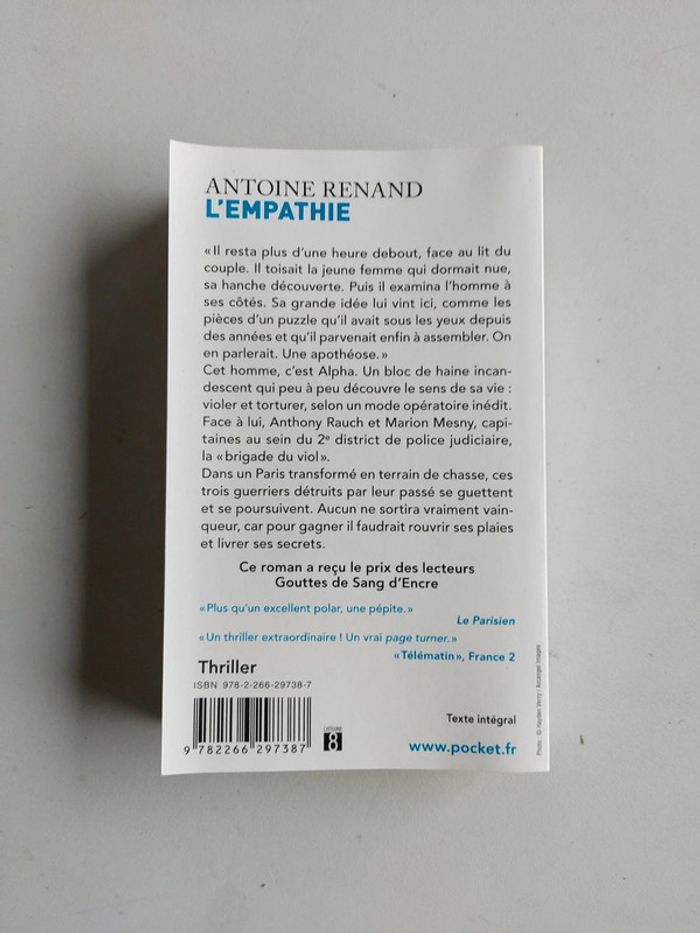 ANTOINE RENAND
L'EMPATHIE
« Il resta plus d'une heure debout, face au lit du
couple. Il toisait la jeune femme qui dormait nue,
sa hanche découverte. Puis il examina l'homme à
ses côtés. Sa grande idée lui vint ici, comme les
pièces d'un puzzle qu'il avait sous les yeux depuis
des années et qu'il parvenait enfin à assembler. On
en parlerait. Une apothéose. »
Cet homme, c'est Alpha. Un bloc de haine incan-
descent qui peu à peu découvre le sens de sa vie :
violer et torturer, selon un mode opératoire inédit.
Face à lui, Anthony Rauch et Marion Mesny, capi-
taines au sein du 2e district de police judiciaire,
la « brigade du viol ».
Dans un Paris transformé en terrain de chasse, ces
trois guerriers détruits par leur passé se guettent
et se poursuivent. Aucun ne sortira vraiment vain-
queur, car pour gagner il faudrait rouvrir ses plaies
et livrer ses secrets.
Ce roman a reçu le prix des lecteurs
Gouttes de Sang d'Encre
« Plus qu'un excellent polar, une pépite. »
Le Parisien
« Un thriller extraordinaire ! Un vrai page turner. »
« Télématin », France 2
Thriller
ISBN 978-2-266-29738-7
9 782266 297387
CATÉGORIE
8
Texte intégral
www.pocket.fr
Photo : © Hayden Verry / Arcangel Images